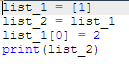 list_1 = [1]
list_2 = list_1
list_1[0] = 2
print(list_2)